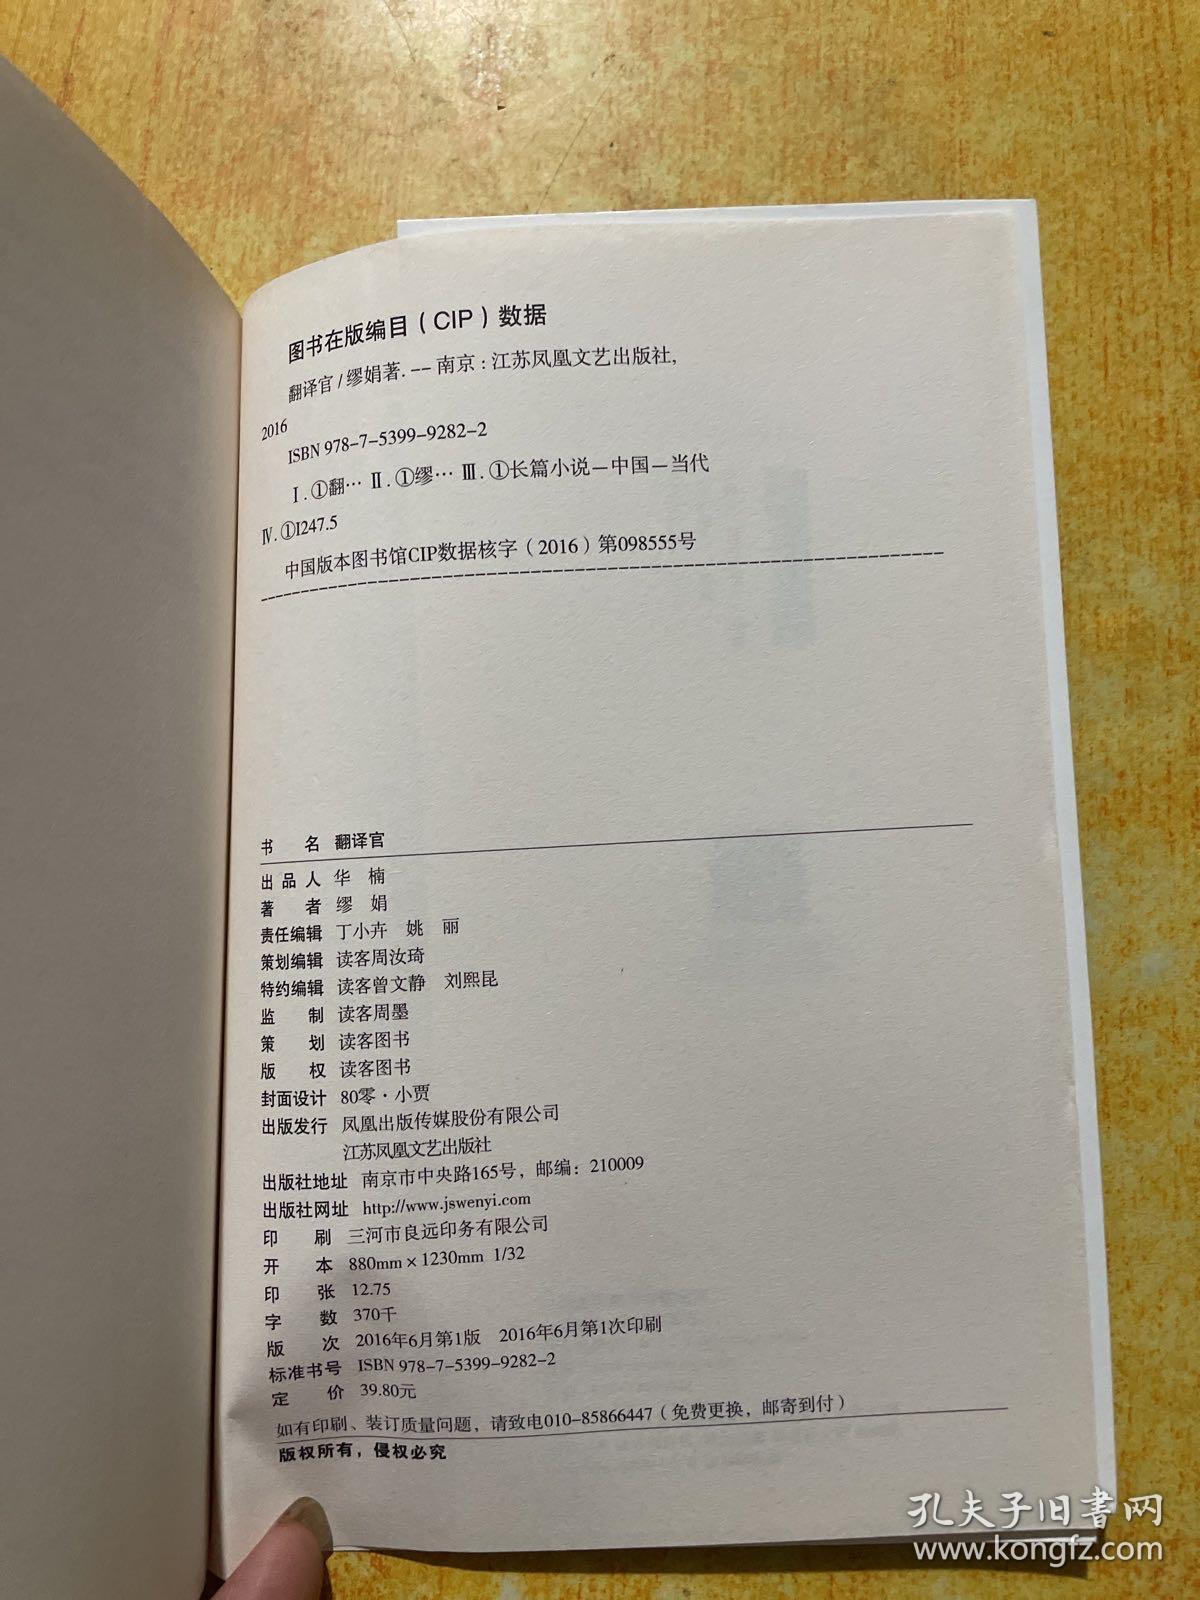 图书在版编目（CIP）数据
翻译官/缪娟著. -- 南京：江苏凤凰文艺出版社，
2016
ISBN 978-7-5399-9282-2
Ⅰ.①翻… Ⅱ.①缪… Ⅲ.①长篇小说—中国—当代
Ⅳ.①I247.5
中国版本图书馆CIP数据核字（2016）第098555号
书 名 翻译官
出 品 人 华 楠
著 者 缪 娟
责任编辑 丁小卉 姚 丽
策划编辑 读客周汝琦
特约编辑 读客曾文静 刘熙昆
监 制 读客周墨
策 划 读客图书
版 权 读客图书
封面设计 80零·小贾
出版发行 凤凰出版传媒股份有限公司
江苏凤凰文艺出版社
出版社地址 南京市中央路165号，邮编：210009
出版社网址 http://www.jswenyi.com
印 刷 三河市良远印务有限公司
开 本 880mm×1230mm 1/32
印 张 12.75
字 数 370千
版 次 2016年6月第1版 2016年6月第1次印刷
标准书号 ISBN 978-7-5399-9282-2
定 价 39.80元
如有印刷、装订质量问题，请致电010-85866447（免费更换，邮寄到付）
版权所有，侵权必究
孔夫子旧书网
www.kongfz.com